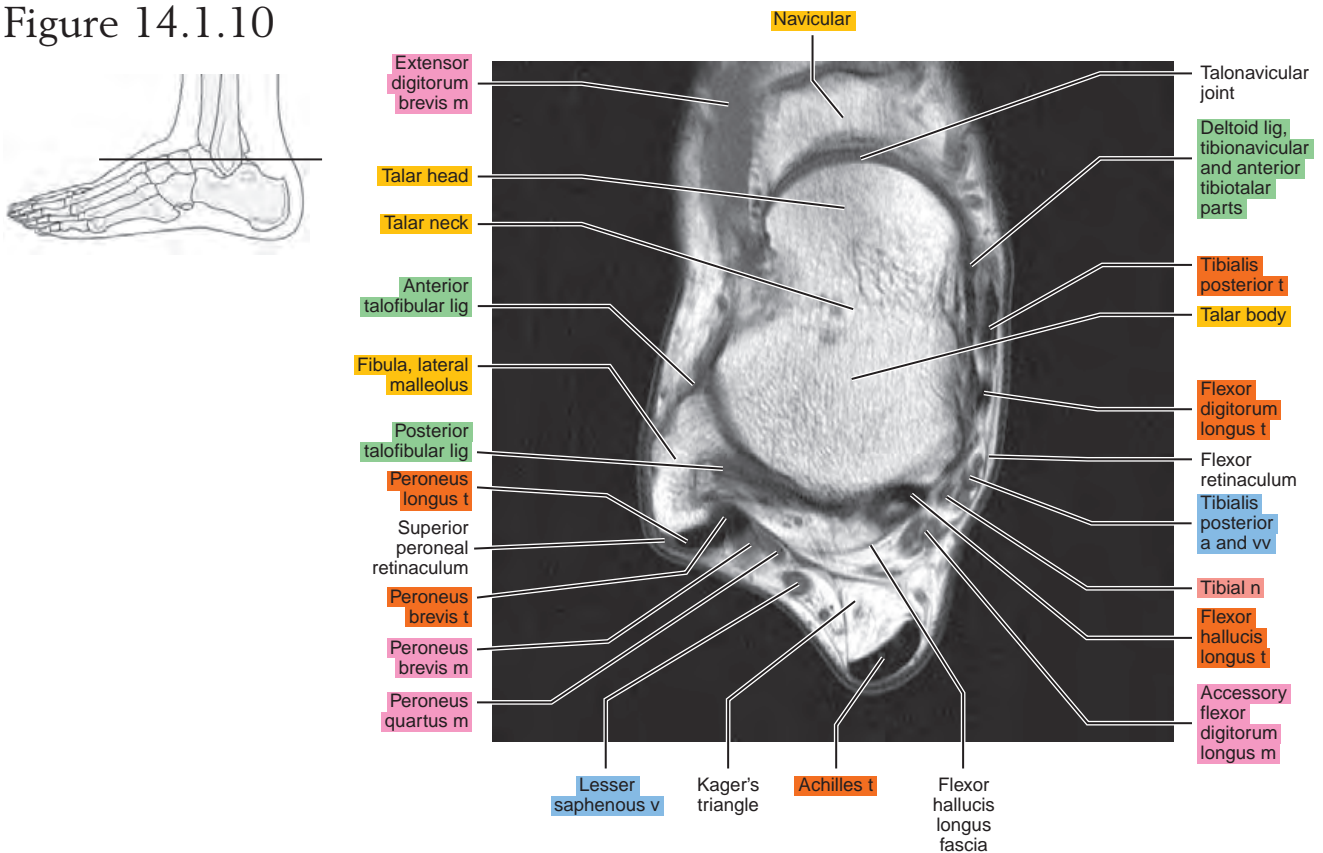 Figure 14.1.10
Navicular
Extensor
digitorum
brevis m
Talar head
Talar neck
Anterior
talofibular lig
Fibula, lateral
malleolus
Posterior
talofibular lig
Peroneus
longus t
Superior
peroneal
retinaculum
Peroneus
brevis t
Peroneus
brevis m
Peroneus
quartus m
Talonavicular
joint
Deltoid lig,
tibionavicular
and anterior
tibiotalar
parts
Tibialis
posterior t
Talar body
Flexor
digitorum
longus t
Flexor
retinaculum
Tibialis
posterior
a and vv
Tibial n
Flexor
hallucis
longus t
Accessory
flexor
digitorum
longus m
Lesser
saphenous v
Kager's
triangle
Achilles t
Flexor
hallucis
longus
fascia